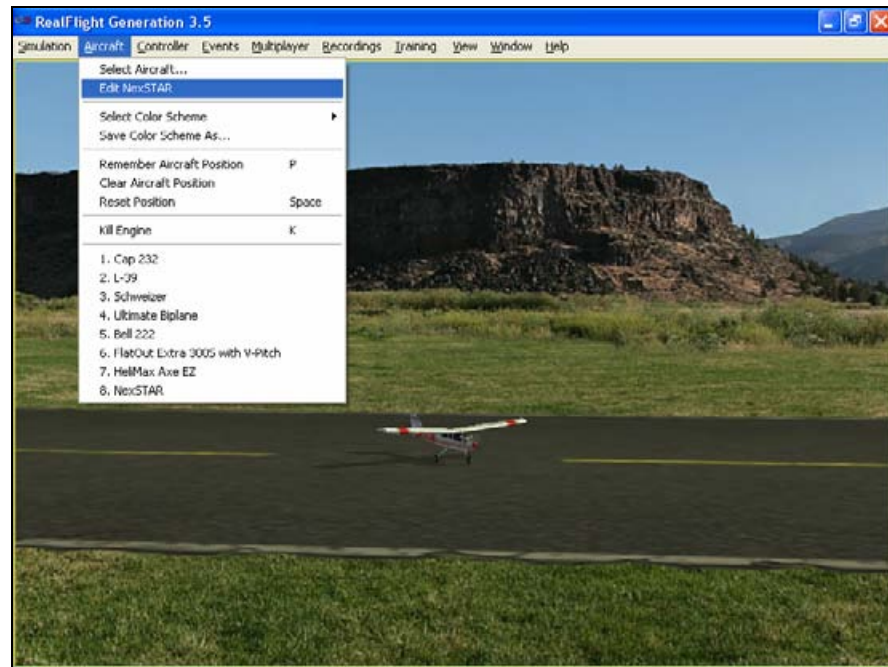 RealFlight Generation 3.5
Simulation Aircraft Controller Events Multiplayer Recordings Training View Window Help
Select Aircraft...
Edit NexSTAR
Select Color Scheme
Save Color Scheme As...
Remember Aircraft Position P
Clear Aircraft Position
Reset Position Space
Kill Engine K
1. Cap 232
2. L-39
3. Schweizer
4. Ultimate Biplane
5. Bell 222
6. FlatOut Extra 300S with V-Pitch
7. HeliMax Axe EZ
8. NexSTAR